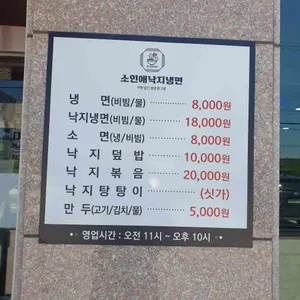 소인애낙지냉면
냉 면(비빔/물) 8,000원
낙지냉면(비빔/물) 18,000원
소 면(냉/비빔) 8,000원
낙 지 덮 밥 10,000원
낙 지 볶 음 20,000원
낙 지 탕 탕 이 (싯가)
만 두(고기/김치/물) 5,000원
영업시간 : 오전 11시 ~ 오후 10시